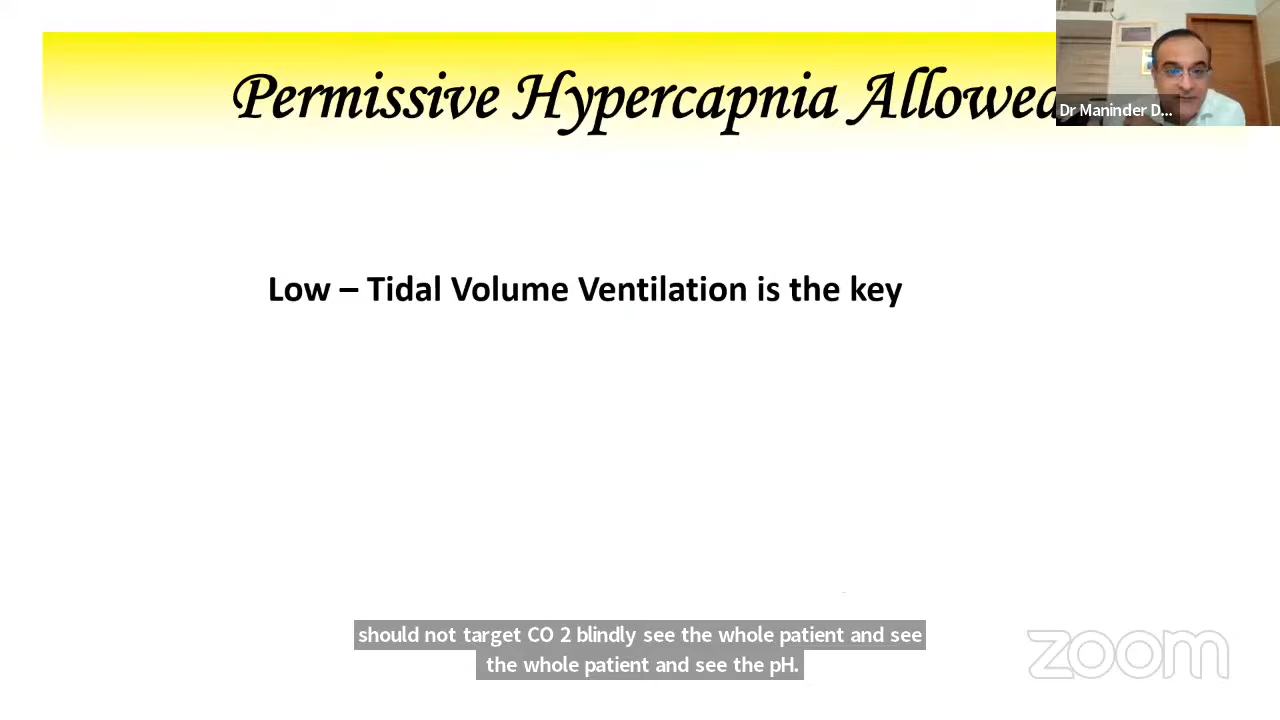 Permissive Hypercapnia Allowed
Dr Maninder D...
Low – Tidal Volume Ventilation is the key
should not target CO 2 blindly see the whole patient and see
the whole patient and see the pH.
zoom